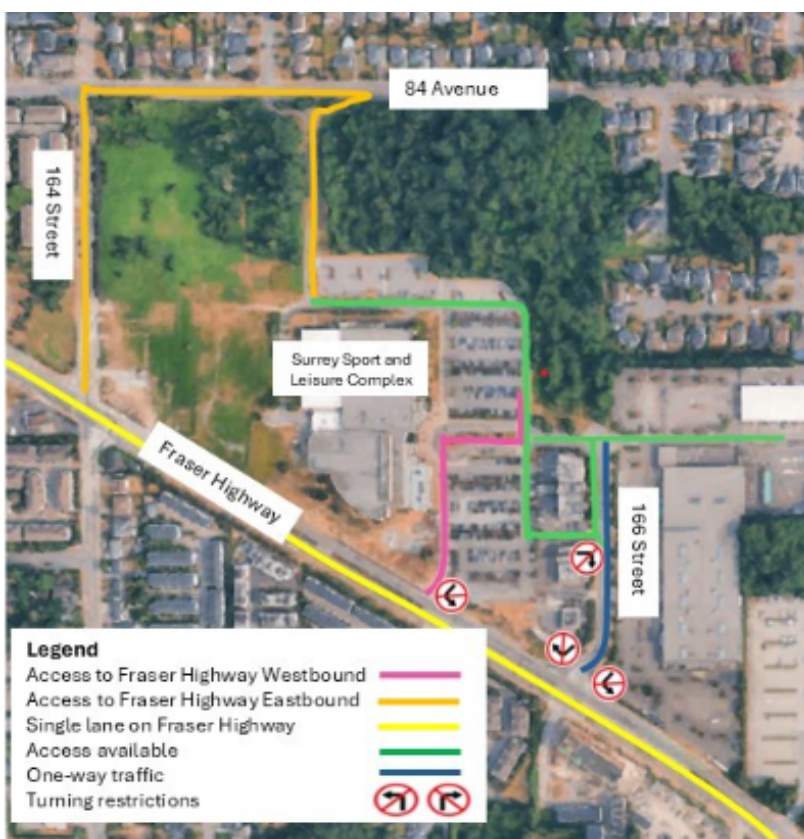 84 Avenue
164 Street
Surrey Sport and
Leisure Complex
Fraser Highway
166 Street
Legend
Access to Fraser Highway Westbound
Access to Fraser Highway Eastbound
Single lane on Fraser Highway
Access available
One-way traffic
Turning restrictions